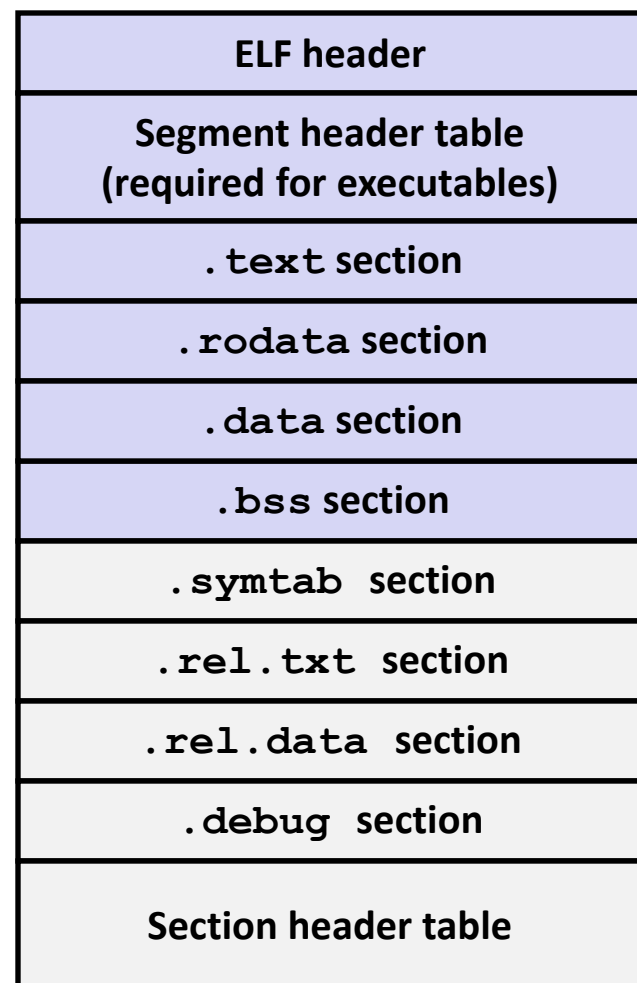 ELF header
Segment header table
(required for executables)
.text section
.rodata section
.data section
.bss section
.symtab section
.rel.txt section
.rel.data section
.debug section
Section header table